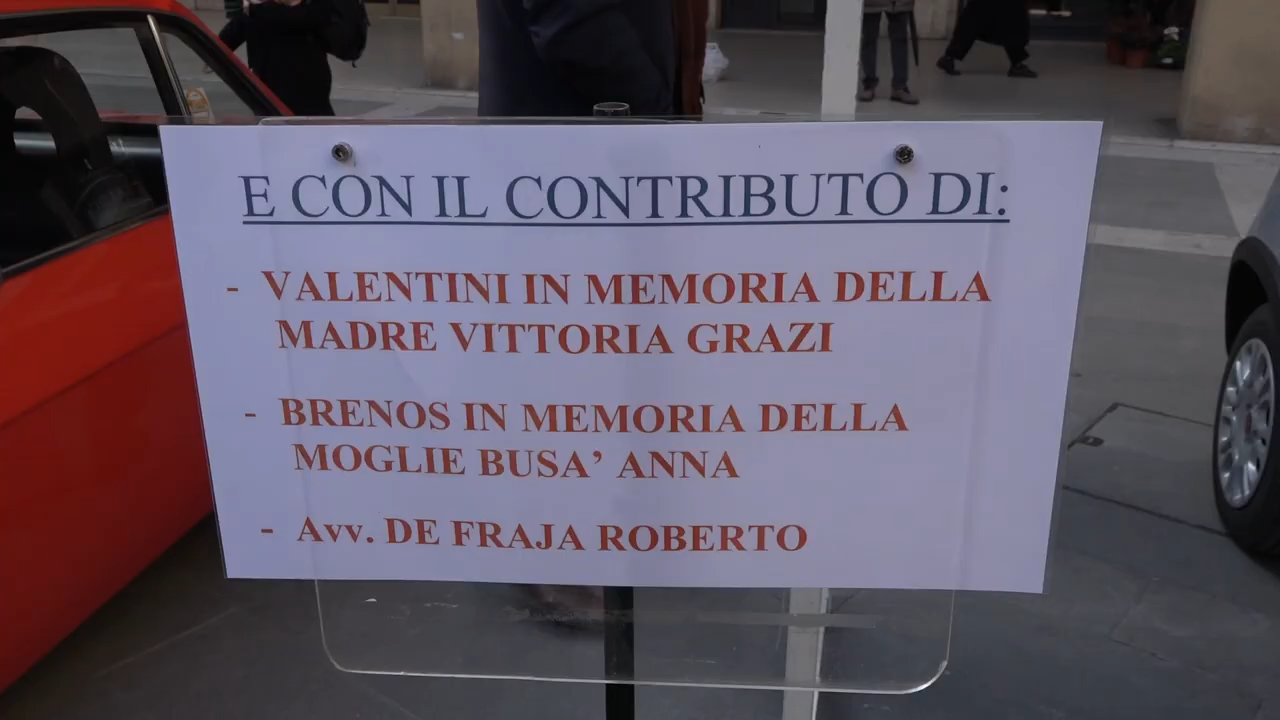 E CON IL CONTRIBUTO DI:
- VALENTINI IN MEMORIA DELLA
MADRE VITTORIA GRAZI
- BRENOS IN MEMORIA DELLA
MOGLIE BUSA’ ANNA
- Avv. DE FRAJA ROBERTO